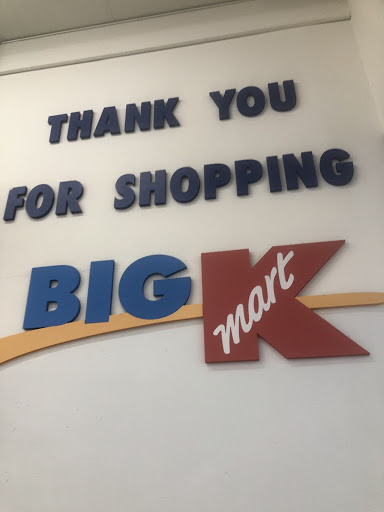 THANK YOU
FOR SHOPPING
BIG K
mart